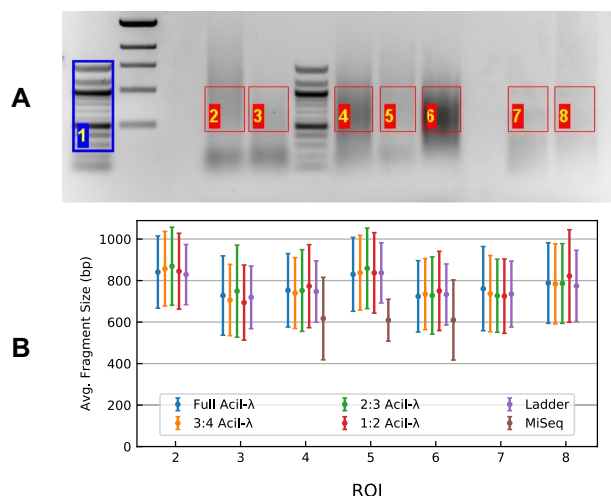 A
1
2
3
4
5
6
7
8
B
Avg. Fragment Size (bp)
1000
800
600
400
200
0
Full AciI-λ
2:3 AciI-λ
Ladder
3:4 AciI-λ
1:2 AciI-λ
MiSeq
2 3 4 5 6 7 8
ROI